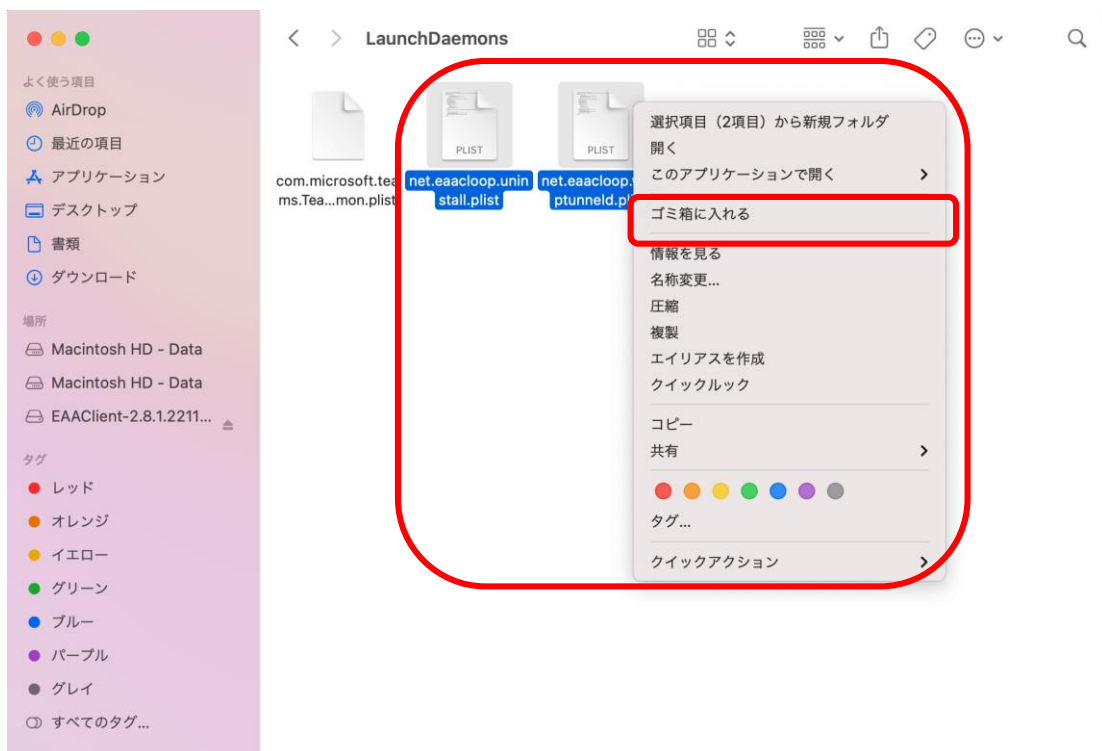 LaunchDaemons
よく使う項目
AirDrop
最近の項目
アプリケーション
デスクトップ
書類
ダウンロード
場所
Macintosh HD - Data
Macintosh HD - Data
EAAClient-2.8.1.2211...
タグ
レッド
オレンジ
イエロー
グリーン
ブルー
パープル
グレイ
すべてのタグ...
com.microsoft.tea
ms.Tea...mon.plist
PLIST
net.eaacloop.unin
stall.plist
PLIST
net.eaacloop.
ptunneld.pl
選択項目（2項目）から新規フォルダ
開く
このアプリケーションで開く
ゴミ箱に入れる
情報を見る
名称変更...
圧縮
複製
エイリアスを作成
クイックルック
コピー
共有
タグ...
クイックアクション